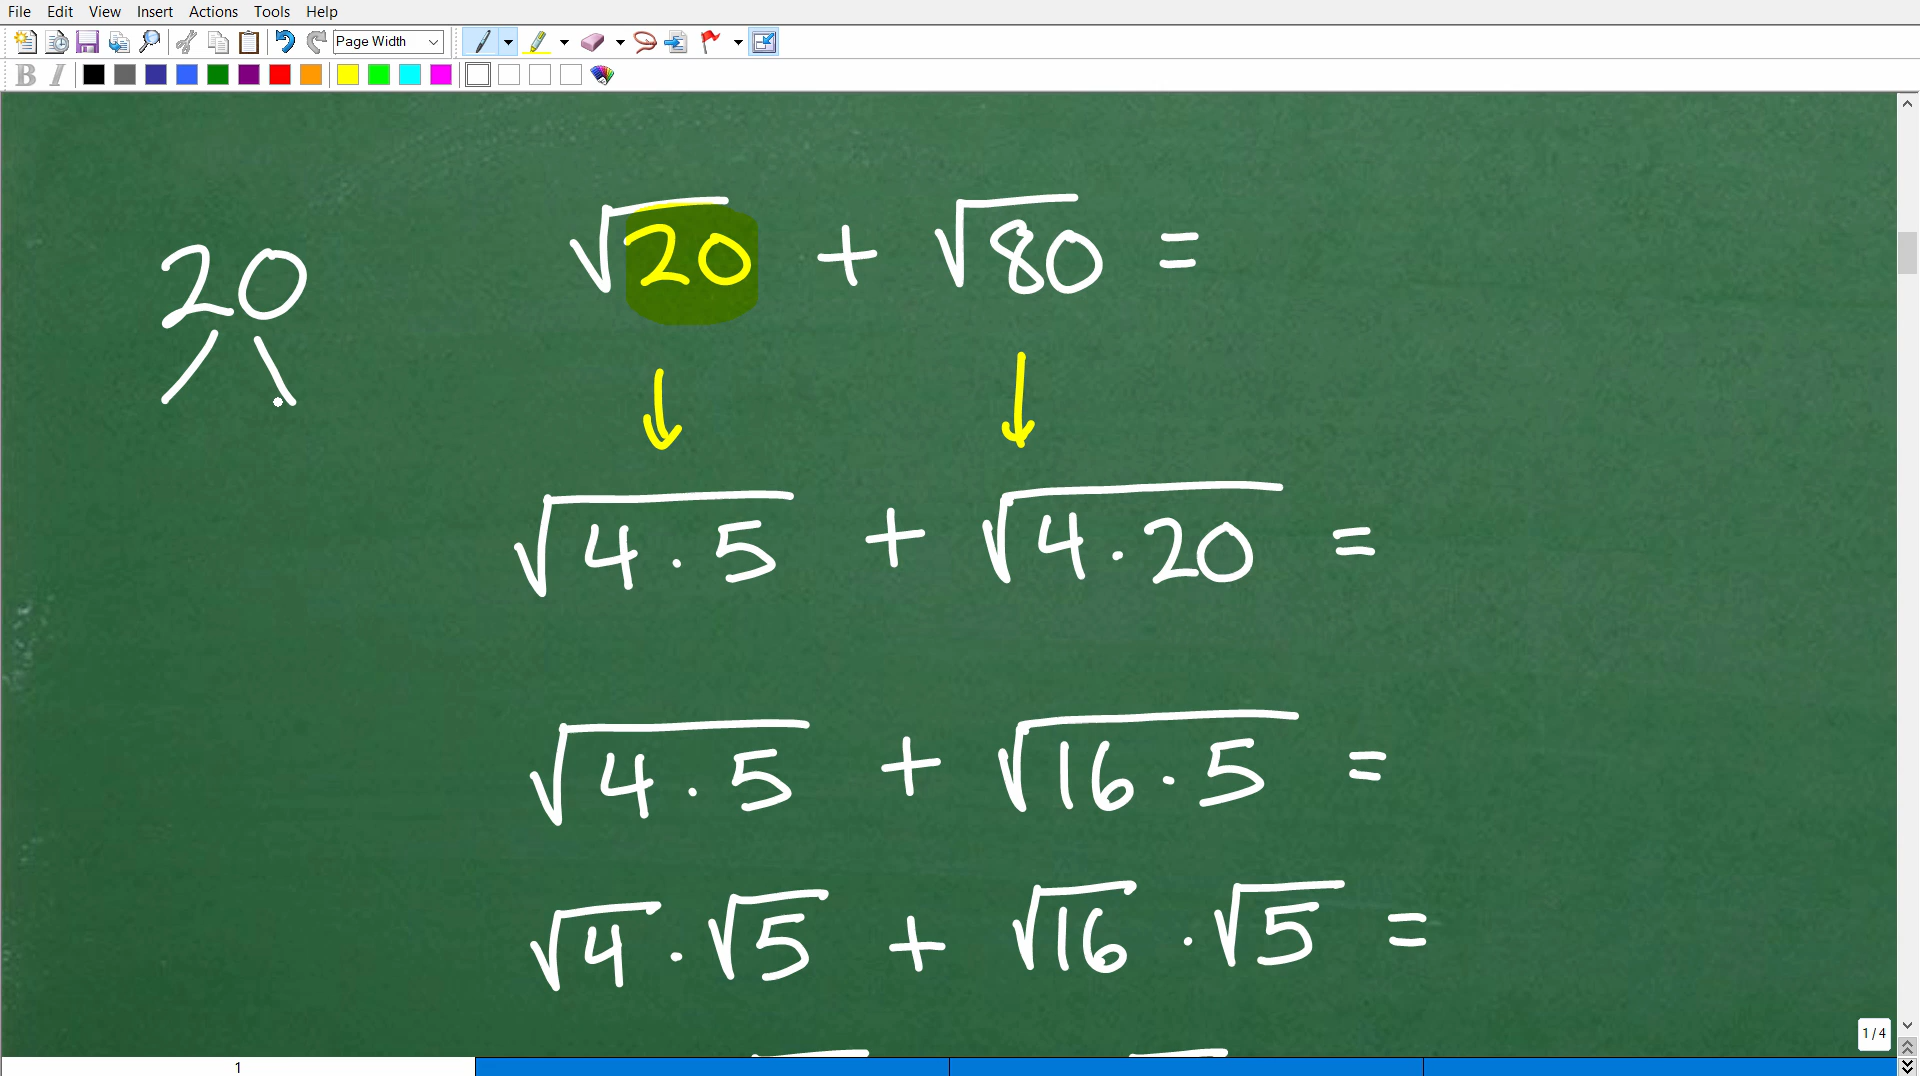 File Edit View Insert Actions Tools Help
Page Width
B I
√20 + √80 =
20
√4·5 + √4·20 =
√4·5 + √16·5 =
√4·√5 + √16·√5 =
1/4
1